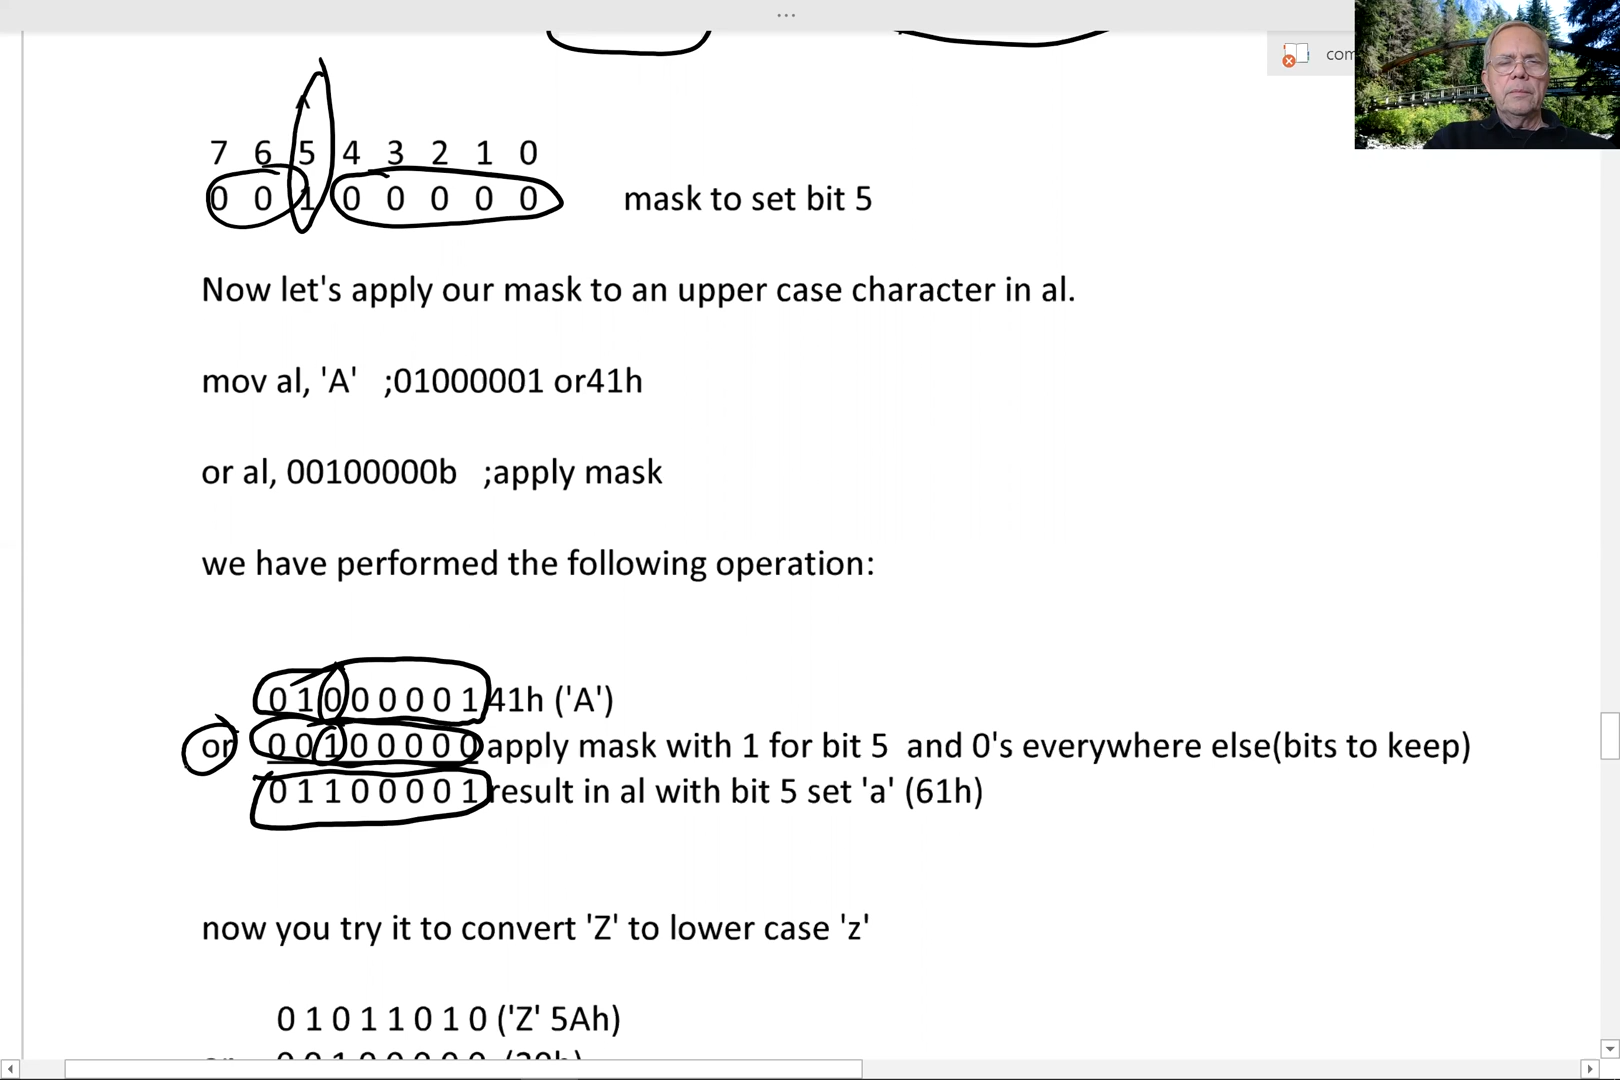 ...
com
7 6 5 4 3 2 1 0
0 0 1 0 0 0 0 0 mask to set bit 5
Now let's apply our mask to an upper case character in al.
mov al, 'A' ;01000001 or41h
or al, 00100000b ;apply mask
we have performed the following operation:
0 1 0 0 0 0 0 1 41h ('A')
or 0 0 1 0 0 0 0 0 apply mask with 1 for bit 5 and 0's everywhere else(bits to keep)
0 1 1 0 0 0 0 1 result in al with bit 5 set 'a' (61h)
now you try it to convert 'Z' to lower case 'z'
0 1 0 1 1 0 1 0 ('Z' 5Ah)